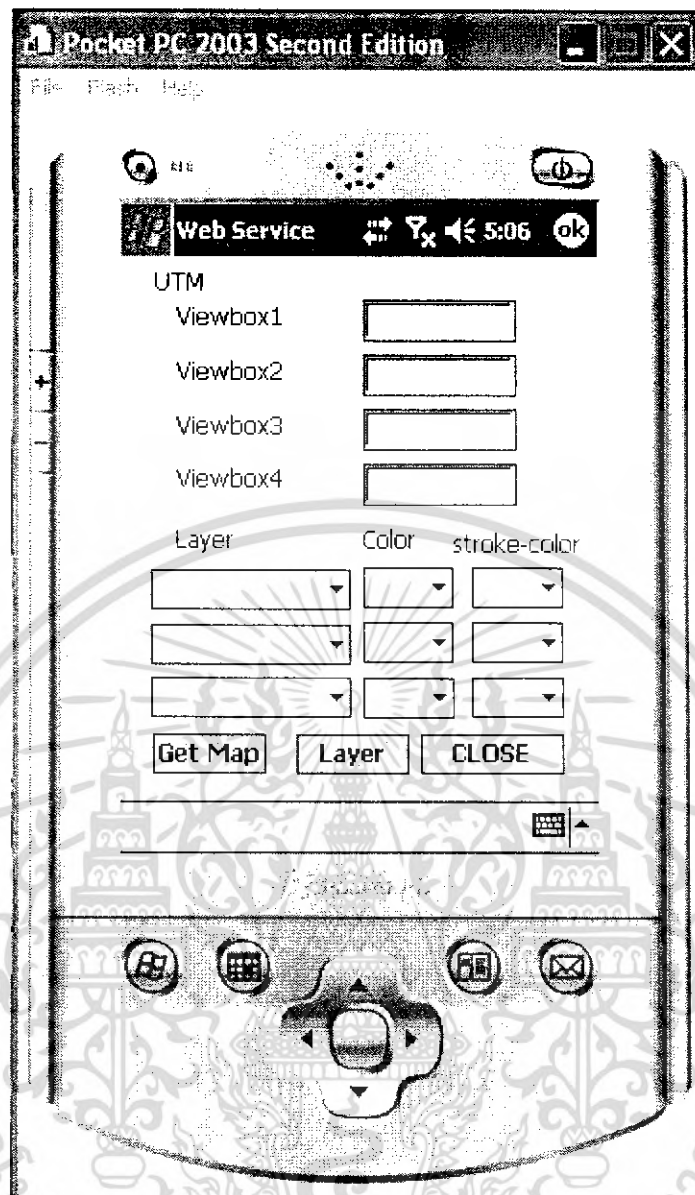 Pocket PC 2003 Second Edition
File Flash Help
Web Service 5:06 ok
UTM
Viewbox1
Viewbox2
Viewbox3
Viewbox4
Layer Color stroke-color
Get Map Layer CLOSE